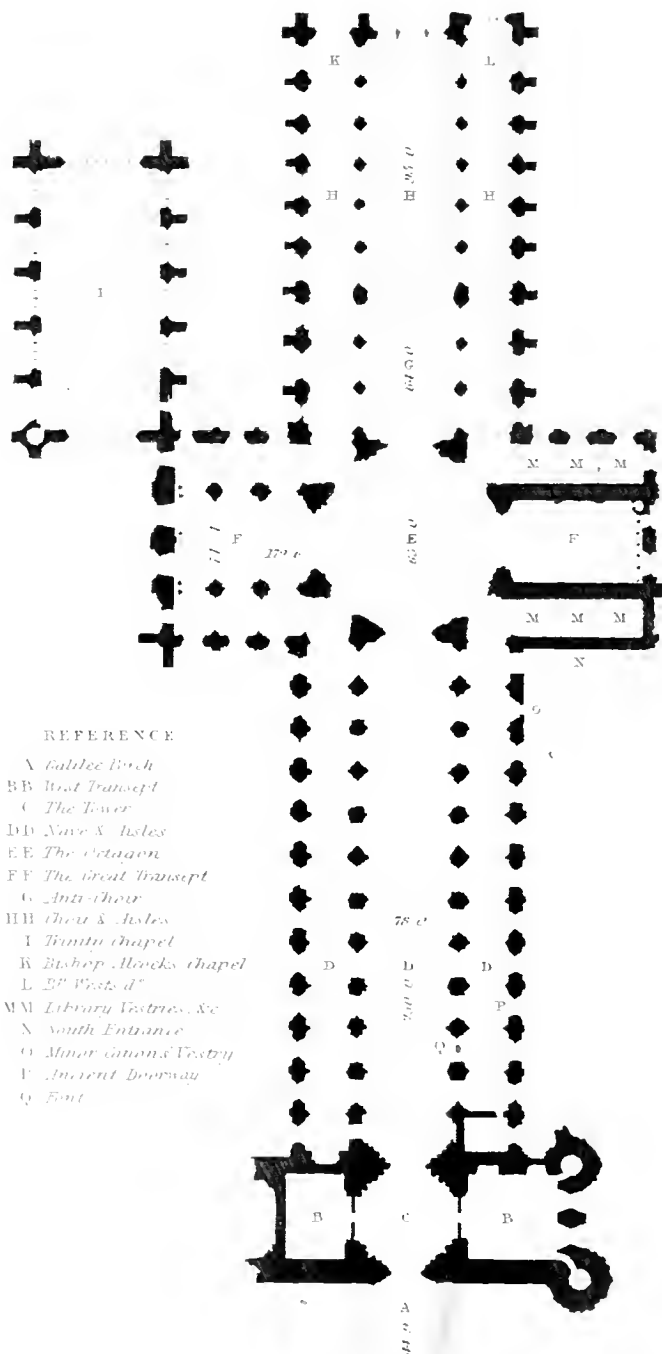 K L
H H H
I
M M, M
F E F
M M M
N
REFERENCE
A Galilee Porch
BB West Transept
C The Tower
DD Nave & Aisles
EE The Octagon
FF The Great Transept
G Anti-Choir
HH Choir & Aisles
I Trinity Chapel
K Bishop Alcocks Chapel
L Bp Wests do
MM Library Vestries, &c
N South Entrance
O Minor Canons Vestry
P Ancient Doorway
Q Font
D D D
P
Q
B C B
A